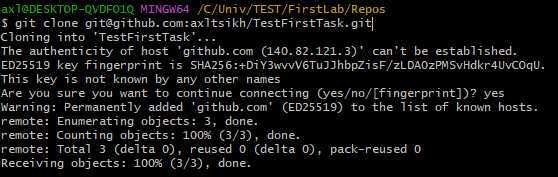 axl@DESKTOP-QVDFO1Q MINGW64 /C/Univ/TEST/FirstLab/Repos
$ git clone git@github.com:axltsikh/TestFirstTask.git
Cloning into 'TestFirstTask'...
The authenticity of host 'github.com (140.82.121.3)' can't be established.
ED25519 key fingerprint is SHA256:+DiY3wvvV6TuJJhbpZisF/zLDA0zPMSvHdkr4UvCOqU.
This key is not known by any other names
Are you sure you want to continue connecting (yes/no/[fingerprint])? yes
Warning: Permanently added 'github.com' (ED25519) to the list of known hosts.
remote: Enumerating objects: 3, done.
remote: Counting objects: 100% (3/3), done.
remote: Total 3 (delta 0), reused 0 (delta 0), pack-reused 0
Receiving objects: 100% (3/3), done.